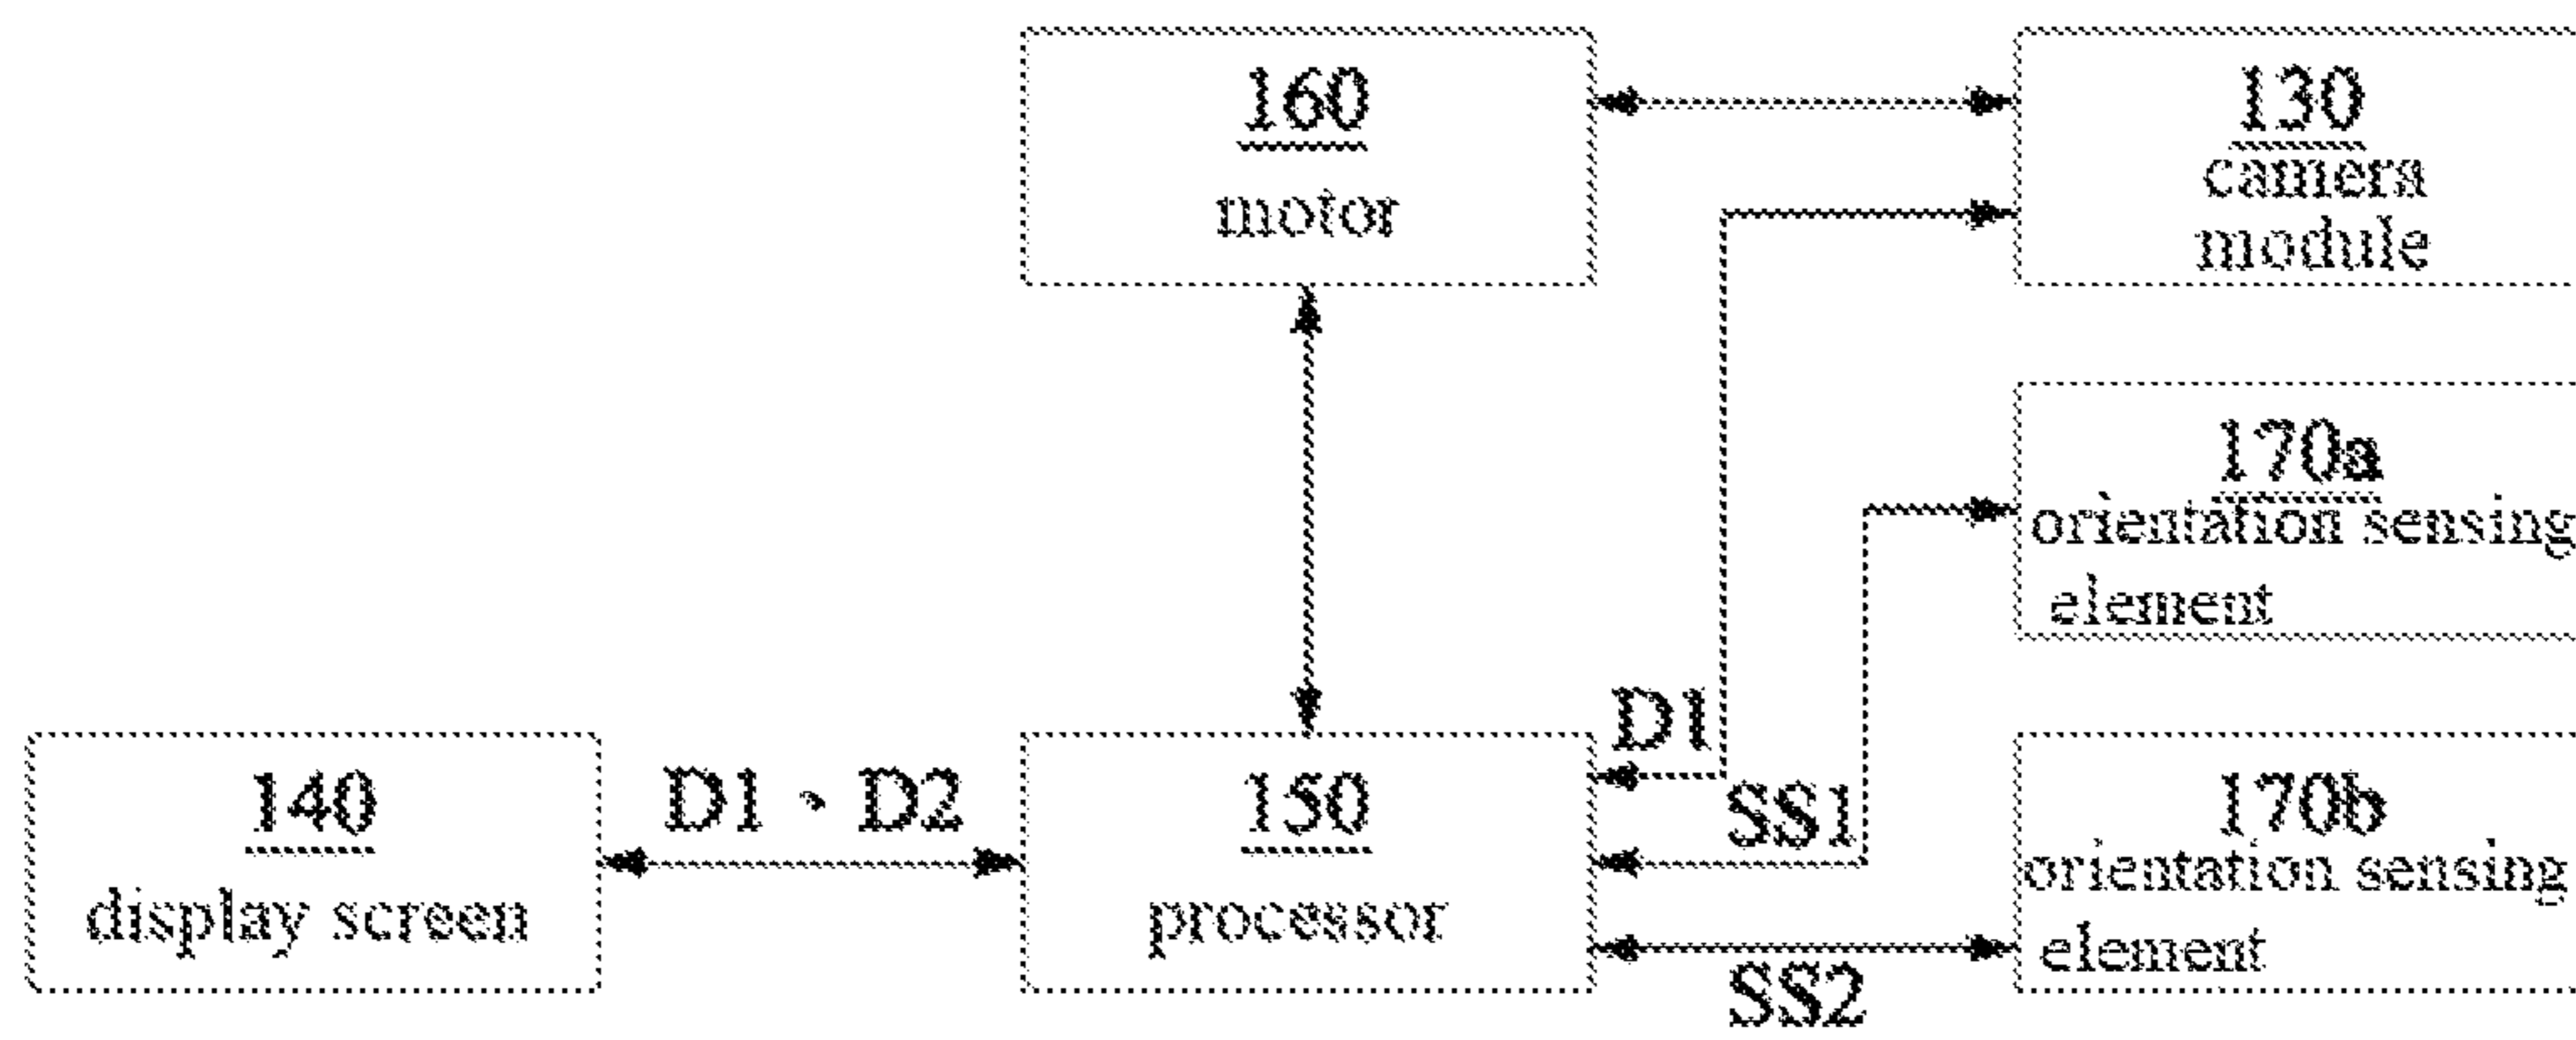 160
motor
130
camera
module
170a
orientation sensing
element
D1
SS1
140
display screen
D1、D2
150
processor
170b
orientation sensing
element
SS2